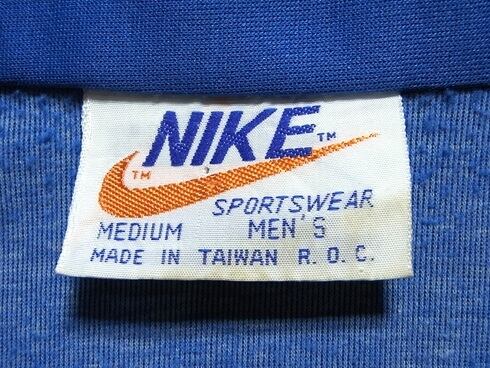 NIKE™
™
SPORTSWEAR
MEDIUM MEN'S
MADE IN TAIWAN R. O. C.